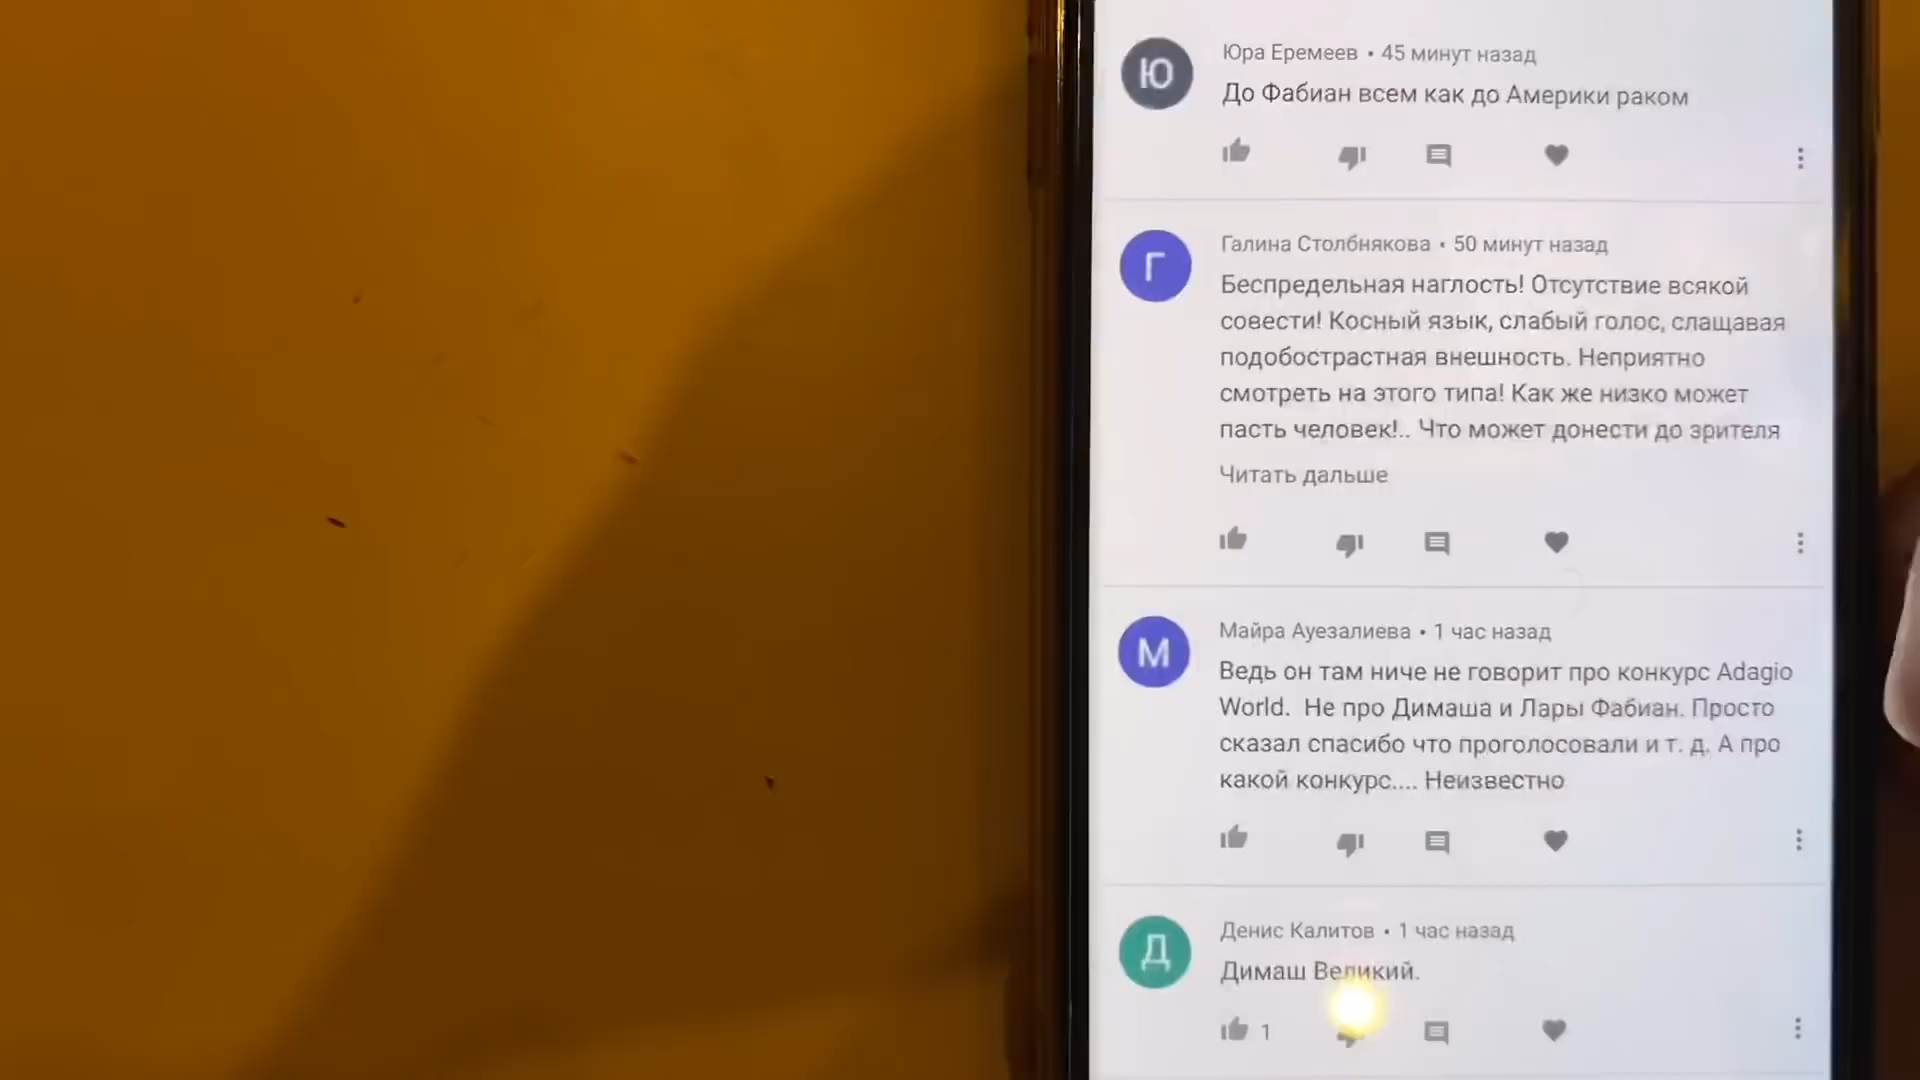 Ю
Юра Еремеев • 45 минут назад
До Фабиан всем как до Америки раком
Г
Галина Столбнякова • 50 минут назад
Беспредельная наглость! Отсутствие всякой
совести! Косный язык, слабый голос, слащавая
подобострастная внешность. Неприятно
смотреть на этого типа! Как же низко может
пасть человек!.. Что может донести до зрителя
Читать дальше
М
Майра Ауезалиева • 1 час назад
Ведь он там ниче не говорит про конкурс Adagio
World. Не про Димаша и Лары Фабиан. Просто
сказал спасибо что проголосовали и т. д. А про
какой конкурс.... Неизвестно
Д
Денис Калитов • 1 час назад
Димаш Великий.
1